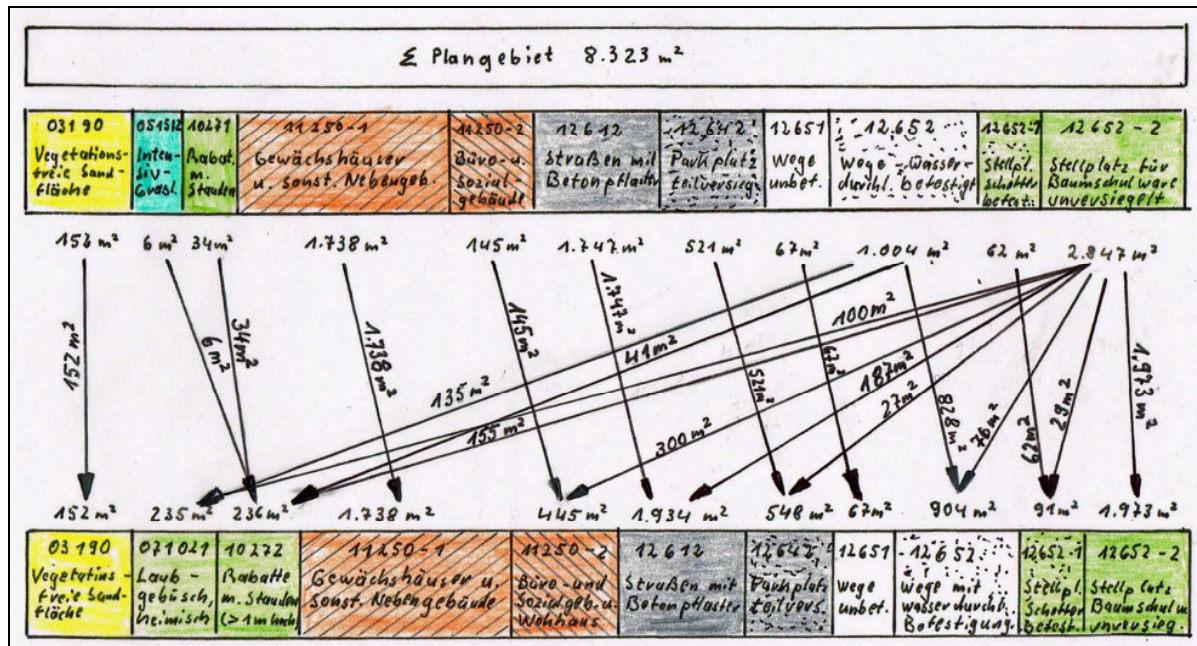 Σ Plangebiet 8.323 m²
03190
Vegetations-
freie Sand-
fläche
051512
Inten-
siv-
Grasl.
10271
Rabat.
m.
Stauden
11250-1
Gewächshäuser
u. sonst. Nebengeb.
11250-2
Büro- u.
Sozial-
gebäude
12612
Straßen mit
Betonpflaster
12642
Parkplatz
teilversieg.
12651
Wege
unbef.
12.652
Wege wasser-
durchl. befestigt
12652-1
Stellpl.
Schotter
befest.
12652-2
Stellplatz für
Baumschulware
unversiegelt
152 m² 6 m² 34 m² 1.738 m² 145 m² 1.747 m² 521 m² 67 m² 1.004 m² 62 m² 2.847 m²
152 m²
6 m²
34 m²
1.738 m²
135 m²
155 m²
145 m²
1.747 m²
41 m²
100 m²
300 m²
521 m²
67 m²
187 m²
27 m²
828 m²
76 m²
62 m²
29 m²
1.973 m²
152 m² 235 m² 236 m² 1.738 m² 445 m² 1.934 m² 548 m² 67 m² 904 m² 91 m² 1.973 m²
03190
Vegetatins-
freie Sand-
fläche
071021
Laub-
gebüsch,
heimisch
10272
Rabatte
m. Stauden
(>1m hoch)
11250-1
Gewächshäuser u.
sonst. Nebengebäude
11250-2
Büro- und
Sozialgeb. u.
Wohnhaus
12612
Straßen mit
Betonpflaster
12642
Parkplatz
teilvers.
12651
Wege
unbef.
12652
Wege mit
wasserdurchl.
Befestigung
12652-1
Stellpl.
Schotter
befest.
12652-2
Stellplatz
Baumschulw.
unversieg.